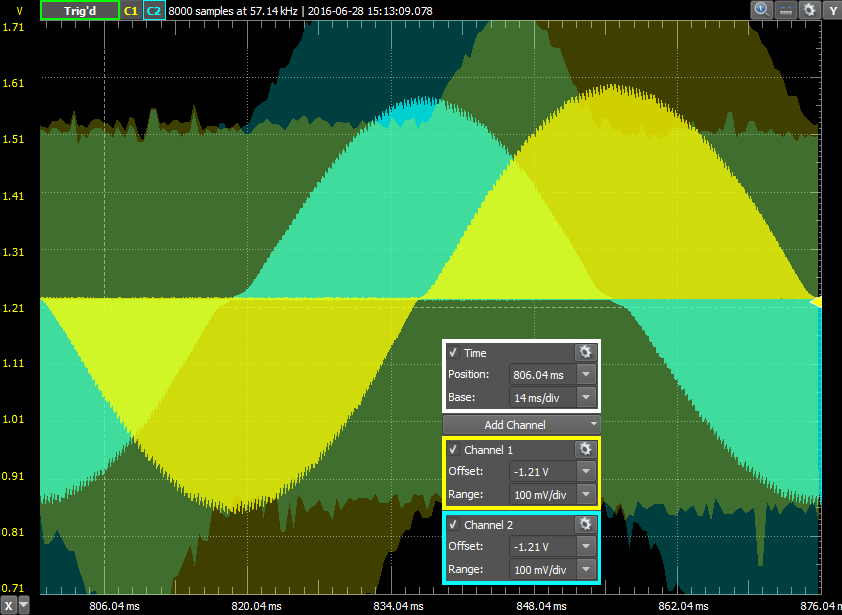 V Trig'd C1 C2 8000 samples at 57.14 kHz | 2016-06-28 15:13:09.078 Y
1.71
1.61
1.51
1.41
1.31
1.21
1.11
1.01
0.91
0.81
0.71
Time
Position: 806.04 ms
Base: 14 ms/div
Add Channel
Channel 1
Offset: -1.21 V
Range: 100 mV/div
Channel 2
Offset: -1.21 V
Range: 100 mV/div
X 806.04 ms 820.04 ms 834.04 ms 848.04 ms 862.04 ms 876.04 ms